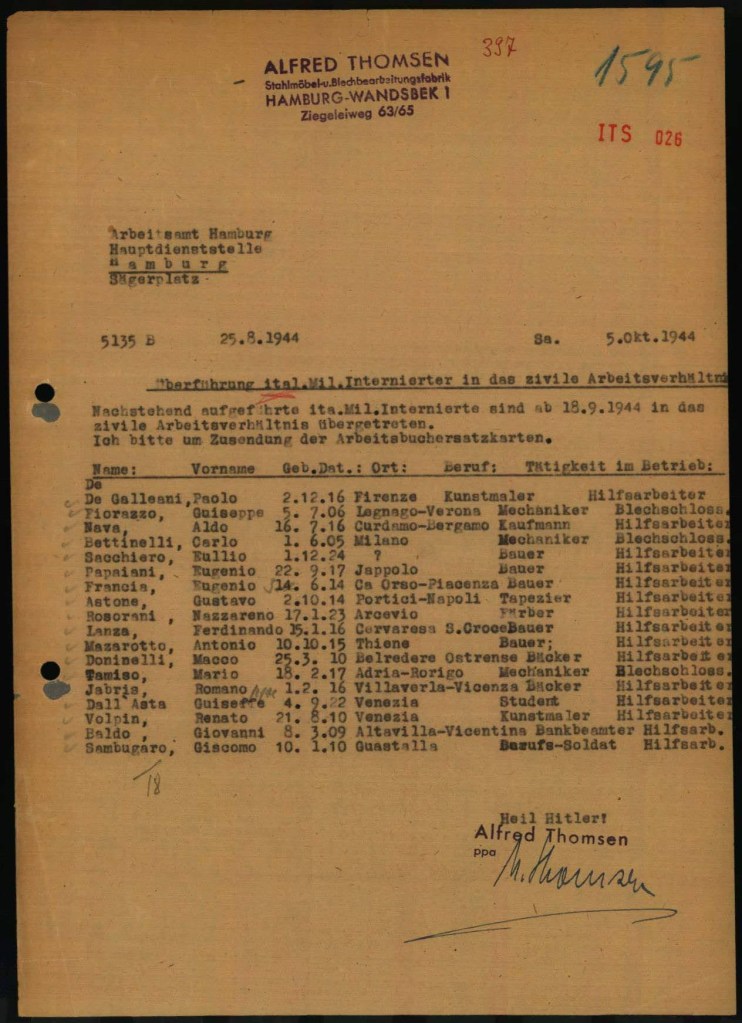 ALFRED THOMSEN
Stahlmöbel-u.Blechbearbeitungsfabrik
HAMBURG-WANDSBEK 1
Ziegeleiweg 63/65
397
1595
ITS 026
Arbeitsamt Hamburg
Hauptdienststelle
H a m b u r g
Sägerplatz
5135 B 25.8.1944 Sa. 5.Okt.1944
Überführung ital.Mil.Internierter in das zivile Arbeitsverhältni
Nachstehend aufgeführte ita.Mil.Internierte sind ab 18.9.1944 in das
zivile Arbeitsverhältnis übergetreten.
Ich bitte um Zusendung der Arbeitsbuchersatzkarten.
Name: Vorname Geb.Dat.: Ort: Beruf: Tätigkeit im Betrieb:
De
De Galleani, Paolo 2.12.16 Firenze Kunstmaler Hilfsarbeiter
Fiorazzo, Guiseppe 5. 7.06 Legnago-Verona Mechaniker Blechschloss.
Nava, Aldo 16. 7.16 Curdamo-Bergamo Kaufmann Hilfsarbeiter
Bettinelli, Carlo 1. 6.05 Milano Mechaniker Blechschloss.
Sacchiero, Eullio 1.12.24 ? Bauer Hilfsarbeiter
Papaiani, Eugenio 22. 9.17 Jappolo Bauer Hilfsarbeiter
Francia, Eugenio 14. 6.14 Ca Orso-Piacenza Bauer Hilfsarbeiter
Astone, Gustavo 2.10.14 Portici-Napoli Tapezier Hilfsarbeiter
Rosorani , Nazzareno 17.1.23 Arcevio Färber Hilfsarbeiter
Lanza, Ferdinando 15.1.16 Cervaresa S.Croce Bauer Hilfsarbeiter
Mazarotto, Antonio 10.10.15 Thiene Bauer; Hilfsarbeiter
Doninelli, Macco 25.3. 10 Belredere Ostrense Bäcker Hilfsarbeiter
Tamiso, Mario 18. 2.17 Adria-Rorigo Mechaniker Blechschloss.
Jabris, Romano 1.2. 16 Villaverla-Vicenza Bäcker Hilfsarbeiter
Dall'Asta Guiseffe 4. 9.22 Venezia Student Hilfsarbeiter
Volpin, Renato 21. 8.10 Venezia Kunstmaler Hilfsarbeiter
Baldo , Giovanni 8. 3.09 Altavilla-Vicentina Bankbeamter Hilfsarb.
Sambugaro, Giacomo 10. 1.10 Guastalla Berufs-Soldat Hilfsarb.
18
Heil Hitler!
Alfred Thomsen
ppa
Thomsen